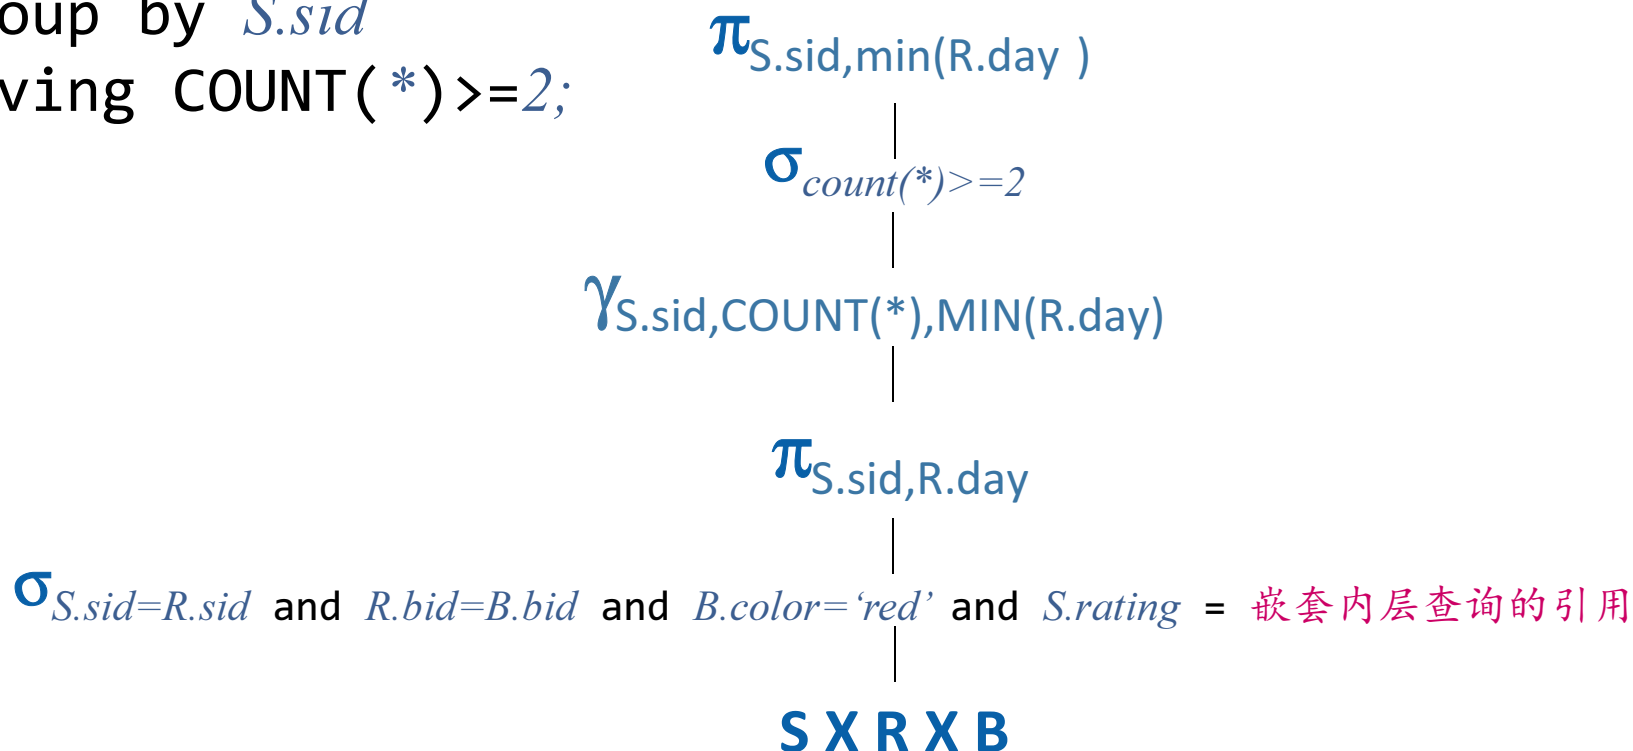 oup by S.sid
ving COUNT(*)>=2;
πS.sid,min(R.day )
σcount(*)>=2
γS.sid,COUNT(*),MIN(R.day)
πS.sid,R.day
σS.sid=R.sid and R.bid=B.bid and B.color=‘red’ and S.rating = 嵌套内层查询的引用
S X R X B